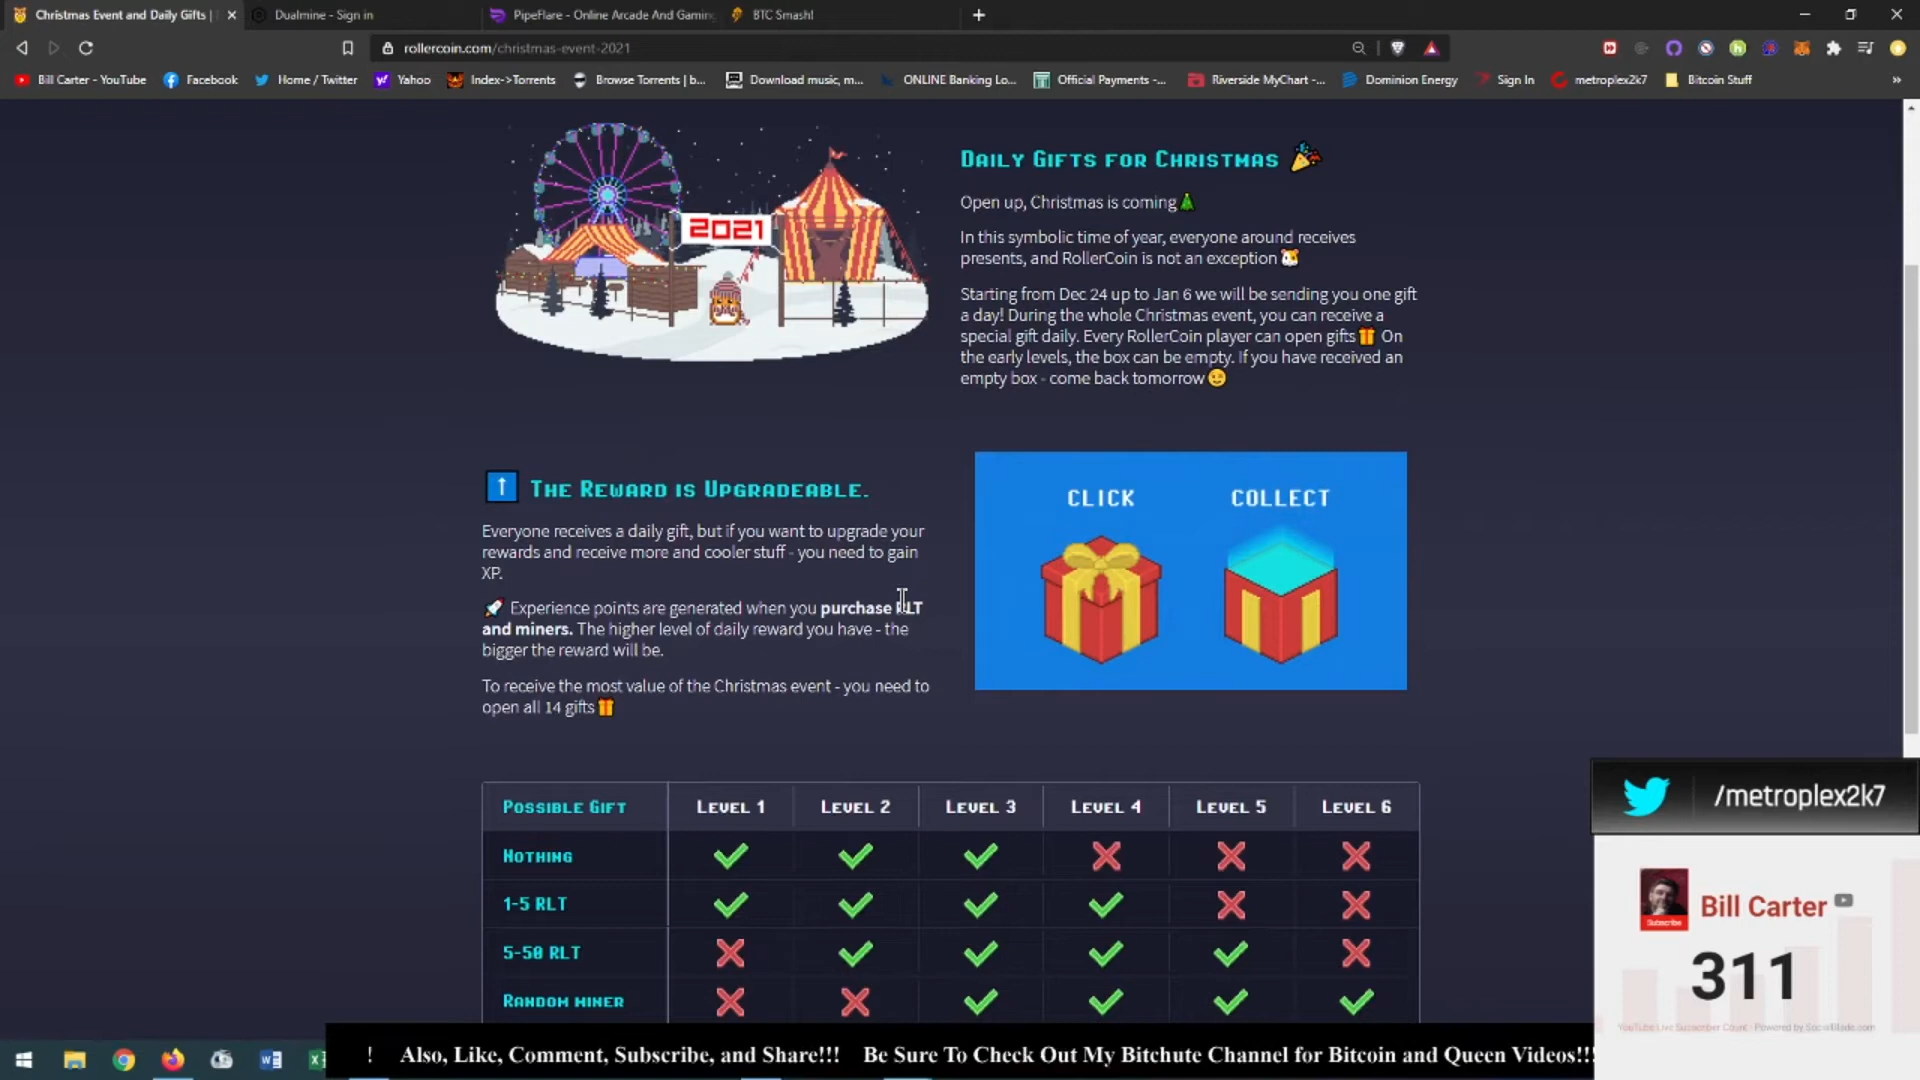 Christmas Event and Daily Gifts |
Dualmine - Sign in
PipeFlare - Online Arcade And Gaming
BTC Smash!
rollercoin.com/christmas-event-2021
Bill Carter - YouTube
Facebook
Home / Twitter
Yahoo
Index->Torrents
Browse Torrents | b...
Download music, m...
ONLINE Banking Lo...
Official Payments -...
Riverside MyChart -...
Dominion Energy
Sign In
metroplex2k7
Bitcoin Stuff
2021
Daily Gifts for Christmas
Open up, Christmas is coming
In this symbolic time of year, everyone around receives
presents, and RollerCoin is not an exception
Starting from Dec 24 up to Jan 6 we will be sending you one gift
a day! During the whole Christmas event, you can receive a
special gift daily. Every RollerCoin player can open gifts On
the early levels, the box can be empty. If you have received an
empty box - come back tomorrow
The Reward is Upgradeable.
Everyone receives a daily gift, but if you want to upgrade your
rewards and receive more and cooler stuff - you need to gain
XP.
Experience points are generated when you purchase RLT
and miners. The higher level of daily reward you have - the
bigger the reward will be.
To receive the most value of the Christmas event - you need to
open all 14 gifts
CLICK COLLECT
Possible Gift Level 1 Level 2 Level 3 Level 4 Level 5 Level 6
Nothing
1-5 RLT
5-50 RLT
Random miner
/metroplex2k7
Bill Carter
Subscribe
311
YouTube Live Subscriber Count - Powered by SocialBlade.com
! Also, Like, Comment, Subscribe, and Share!!! Be Sure To Check Out My Bitchute Channel for Bitcoin and Queen Videos!!!